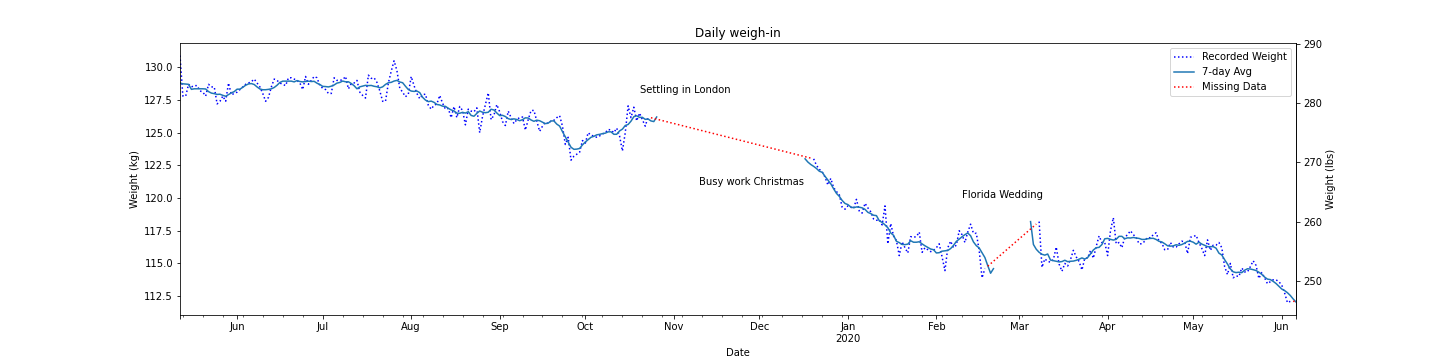 Daily weigh-in
290
280
270
260
250
Weight (lbs)
130.0
127.5
125.0
122.5
120.0
117.5
115.0
112.5
Weight (kg)
Recorded Weight
7-day Avg
Missing Data
Settling in London
Busy work Christmas
Florida Wedding
Jun Jul Aug Sep Oct Nov Dec Jan Feb Mar Apr May Jun
2020
Date